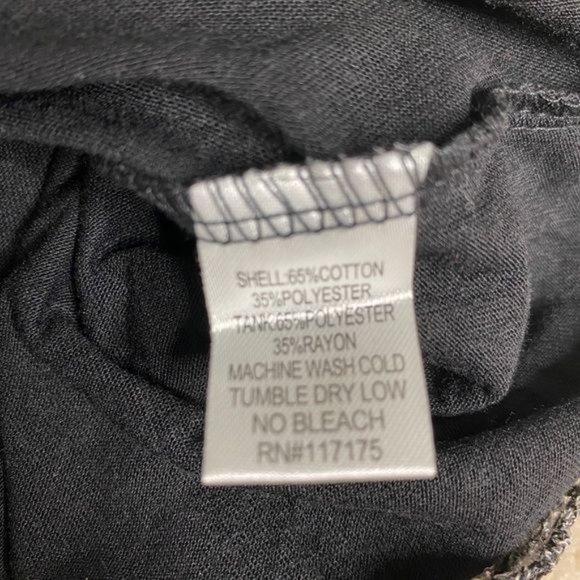 SHELL:65%COTTON
35%POLYESTER
TANK:65%POLYESTER
35%RAYON
MACHINE WASH COLD
TUMBLE DRY LOW
NO BLEACH
RN#117175